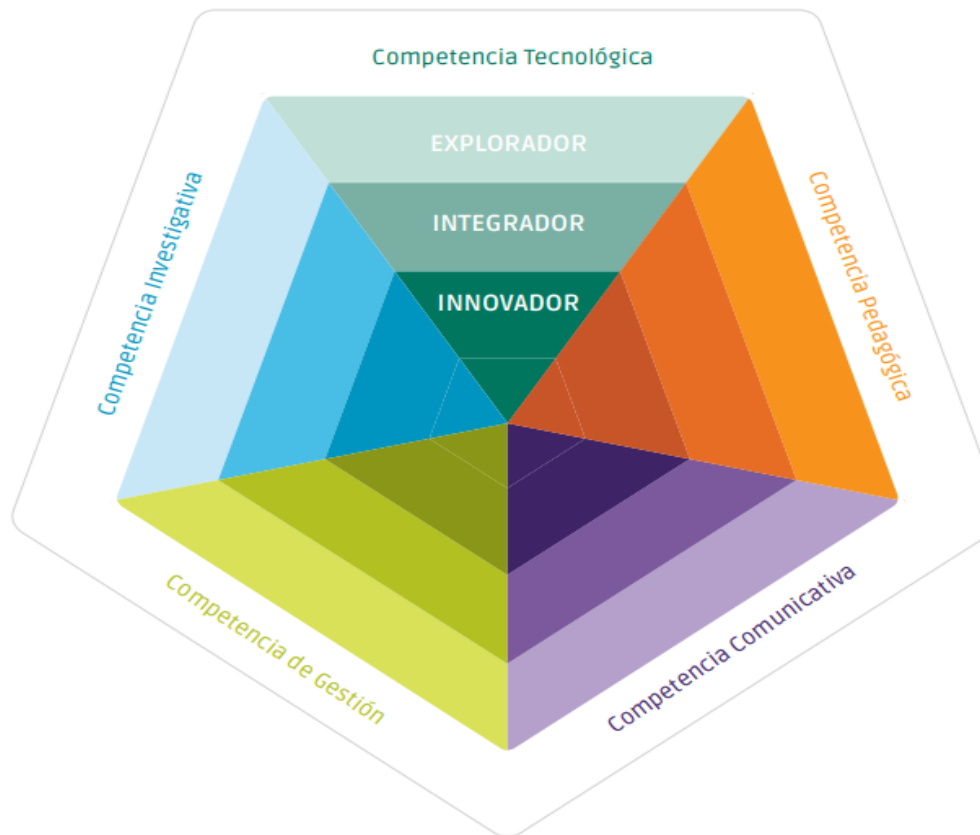 Competencia Tecnológica
EXPLORADOR
INTEGRADOR
INNOVADOR
Competencia Investigativa
Competencia Pedagógica
Competencia de Gestión
Competencia Comunicativa